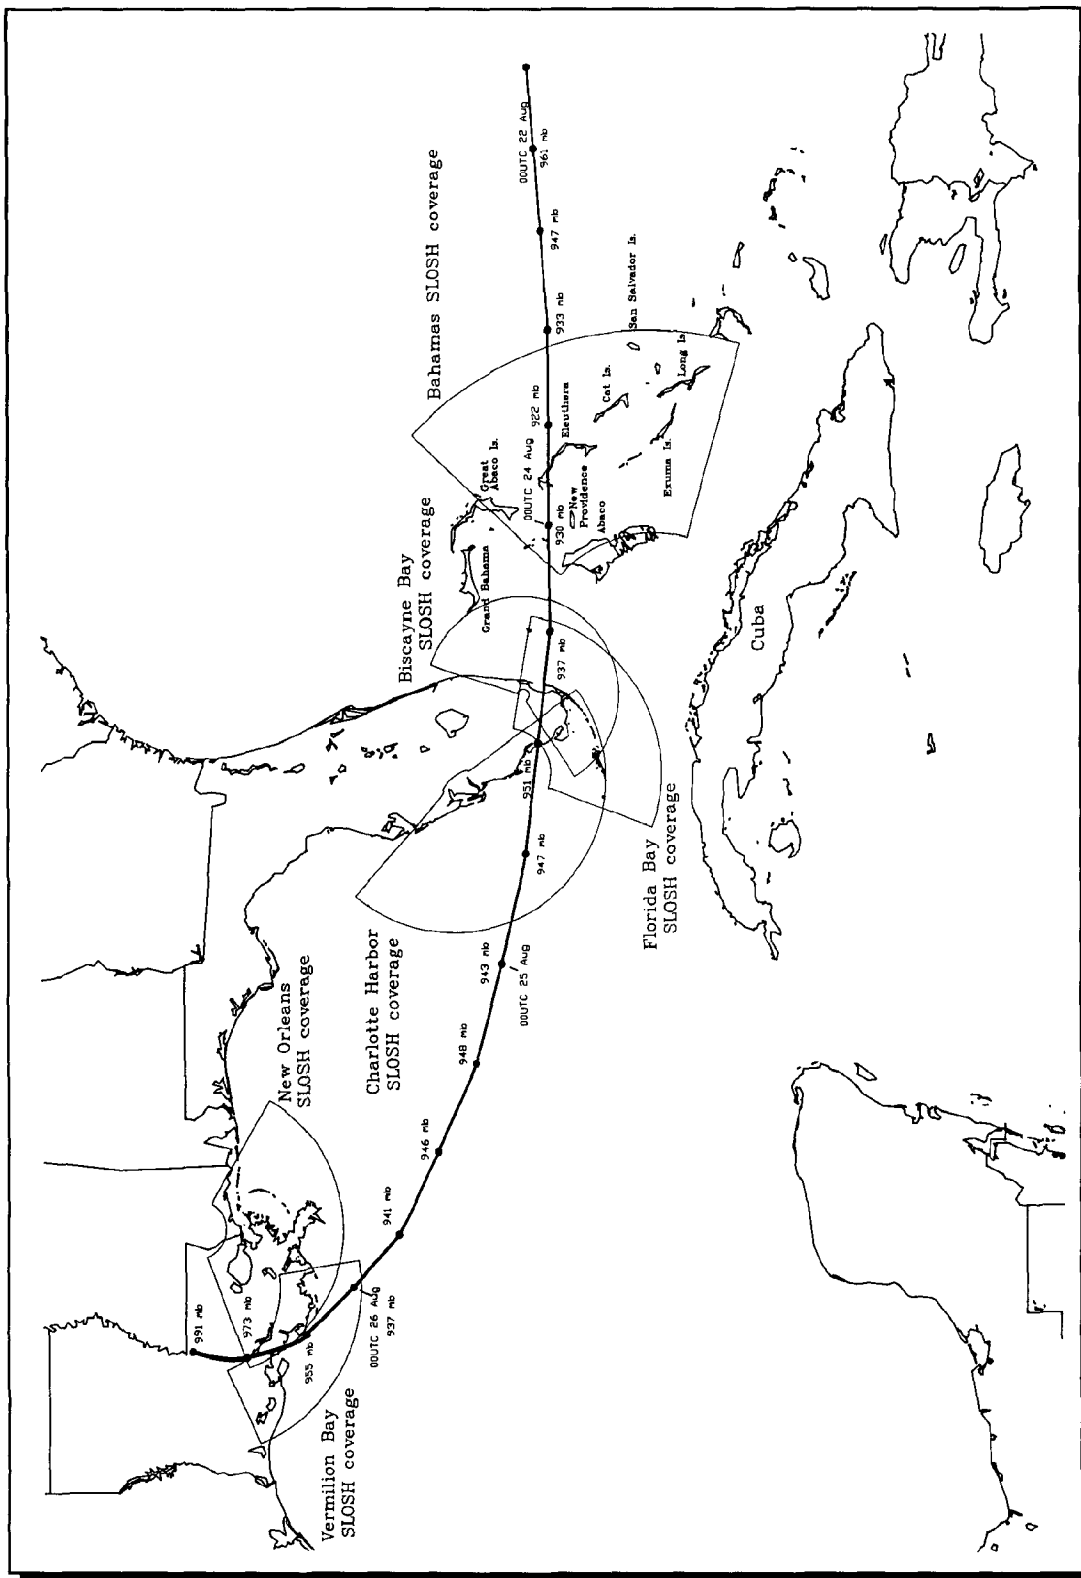 Bahamas SLOSH coverage
Biscayne Bay
SLOSH coverage
Florida Bay
SLOSH coverage
Charlotte Harbor
SLOSH coverage
New Orleans
SLOSH coverage
Vermilion Bay
SLOSH coverage
00UTC 22 Aug
961 mb
947 mb
933 mb
922 mb
00UTC 24 Aug
930 mb
937 mb
951 mb
947 mb
943 mb
00UTC 25 Aug
948 mb
946 mb
941 mb
00UTC 26 Aug
937 mb
955 mb
973 mb
991 mb
Great
Abaco Is.
Grand Bahama
Eleuthera
New
Providence
Abaco
Cat Is.
San Salvador Is.
Long Is
Exuma Is.
Cuba